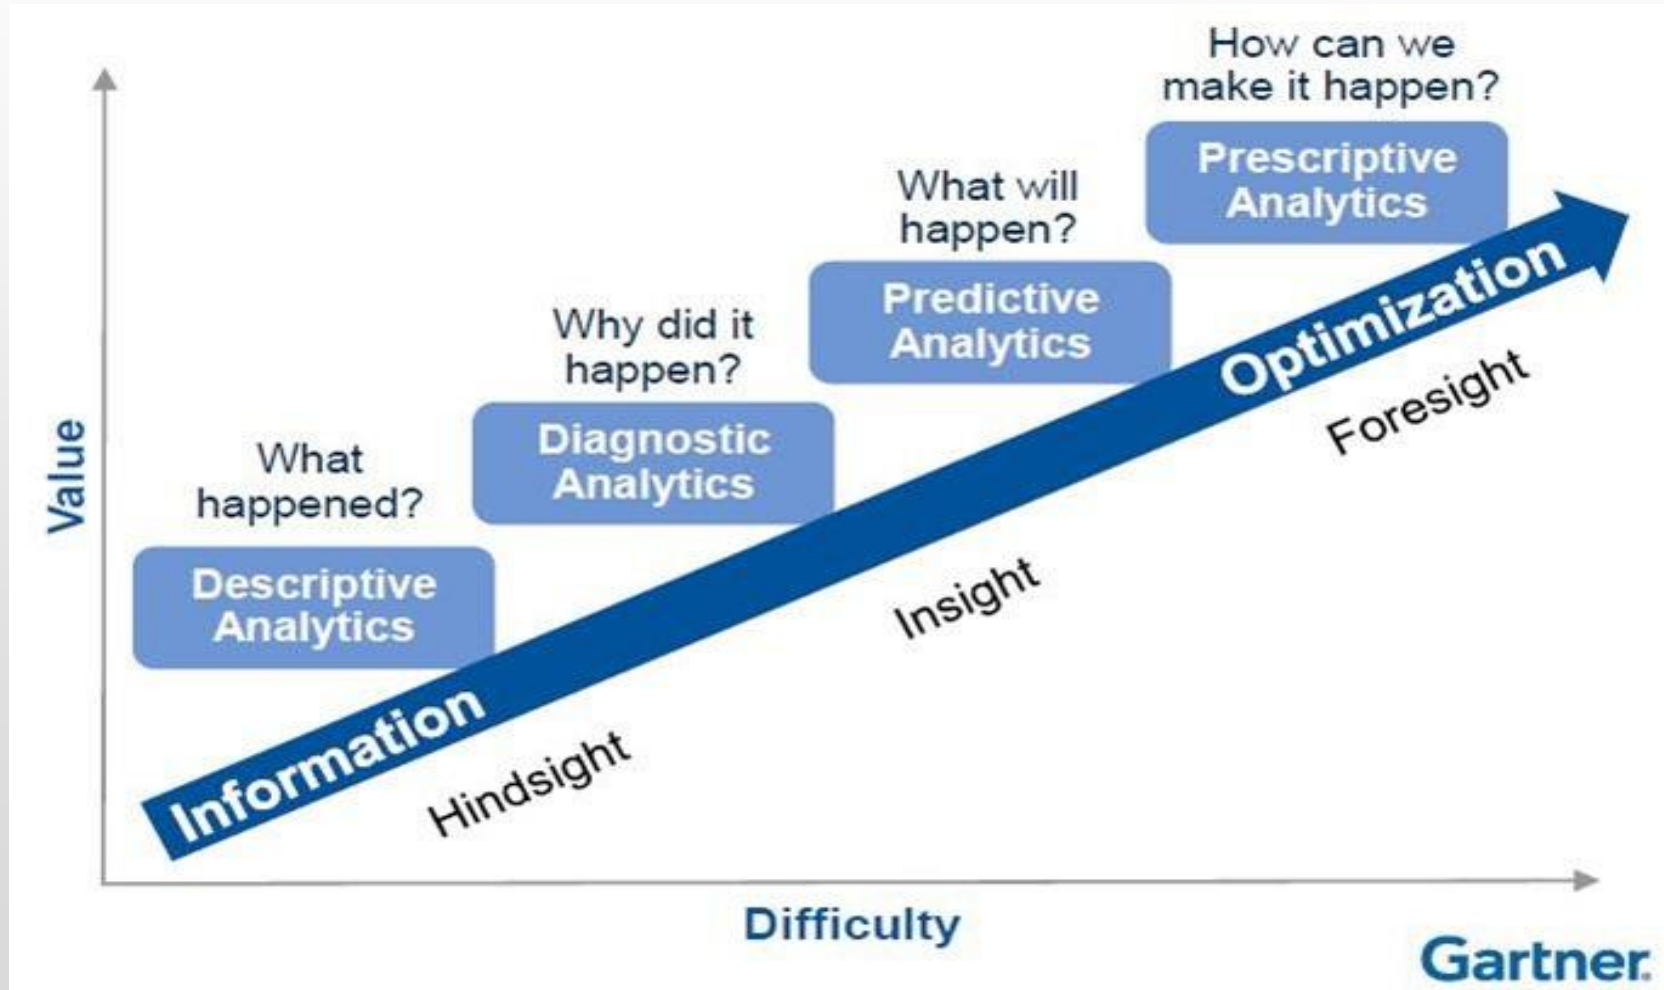 How can we
make it happen?
Prescriptive
Analytics
What will
happen?
Predictive
Analytics
Why did it
happen?
Diagnostic
Analytics
What
happened?
Descriptive
Analytics
Value
Information
Optimization
Hindsight
Insight
Foresight
Difficulty
Gartner.